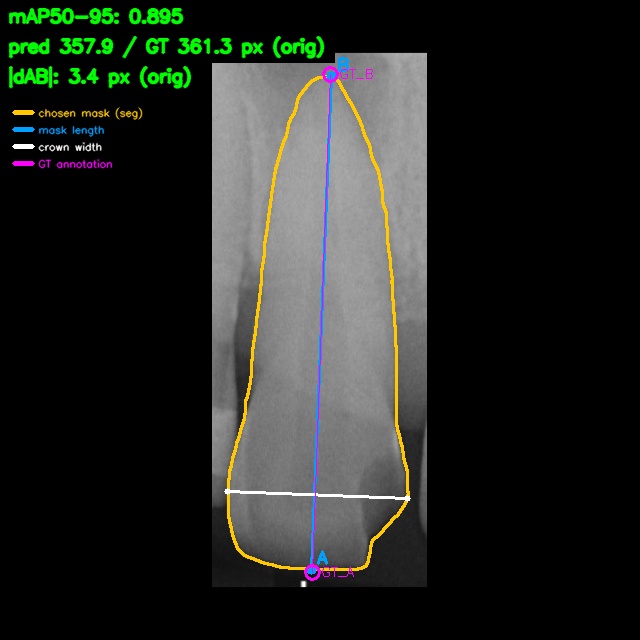 mAP50-95: 0.895
pred 357.9 / GT 361.3 px (orig)
|dAB|: 3.4 px (orig)
chosen mask (seg)
mask length
crown width
GT annotation
B
GT_B
A
GT_A